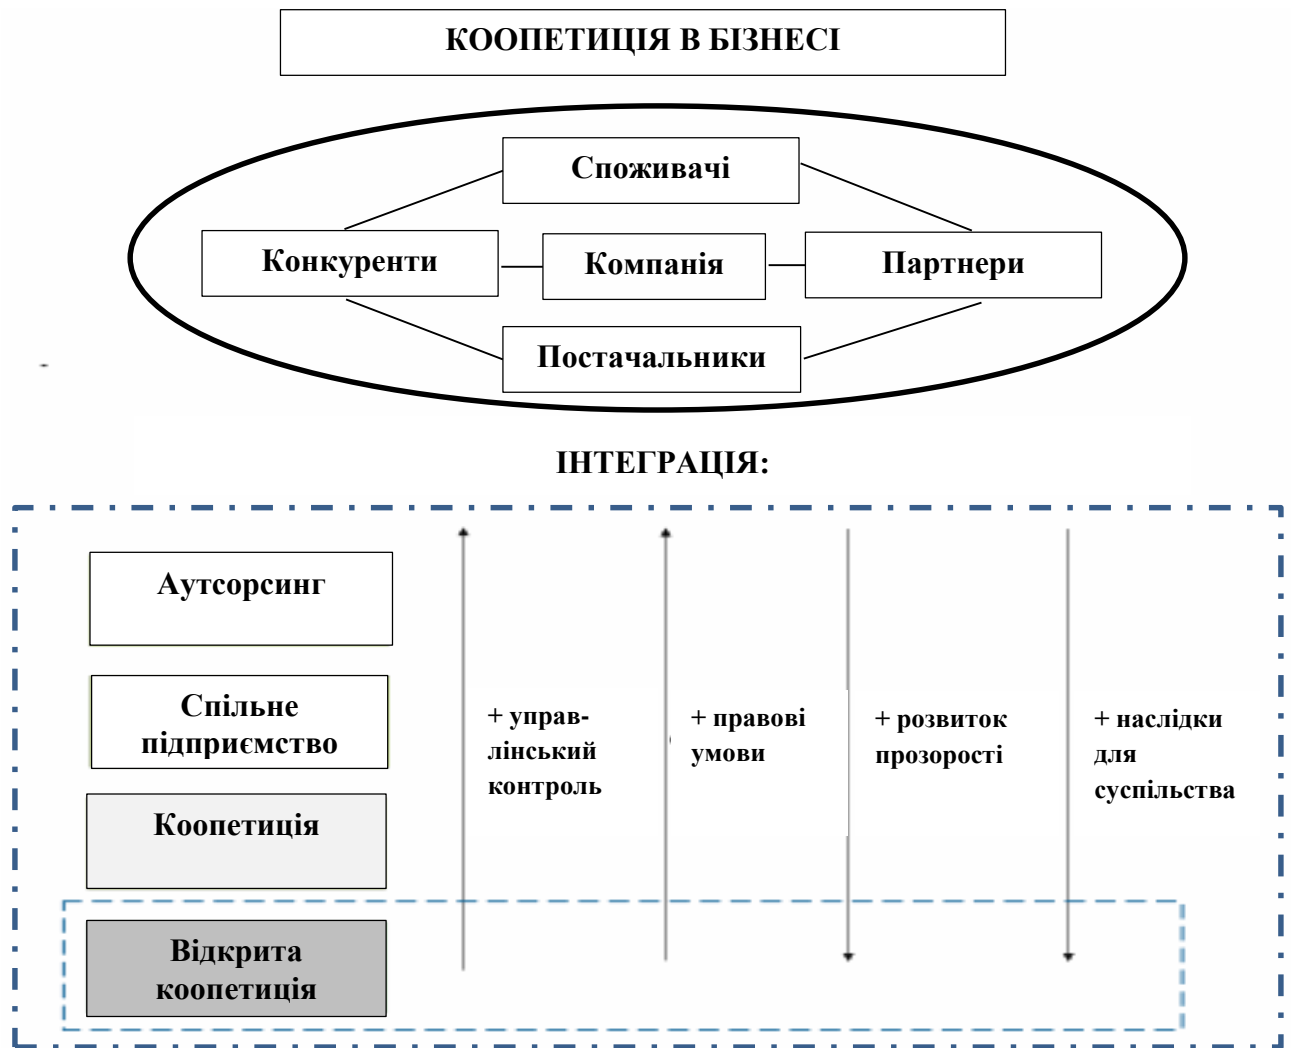 КООПЕТИЦІЯ В БІЗНЕСІ
Споживачі
Конкуренти
Компанія
Партнери
Постачальники
ІНТЕГРАЦІЯ:
Аутсорсинг
Спільне
підприємство
Коопетиція
Відкрита
коопетиція
+ управ-
лінський
контроль
+ правові
умови
+ розвиток
прозорості
+ наслідки
для
суспільства